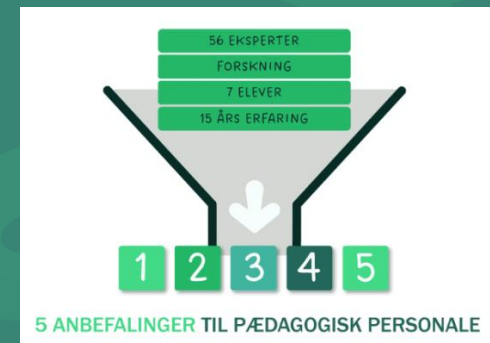 56 EKSPERTER
FORSKNING
7 ELEVER
15 ÅRS ERFARING
1 2 3 4 5
5 ANBEFALINGER TIL PÆDAGOGISK PERSONALE